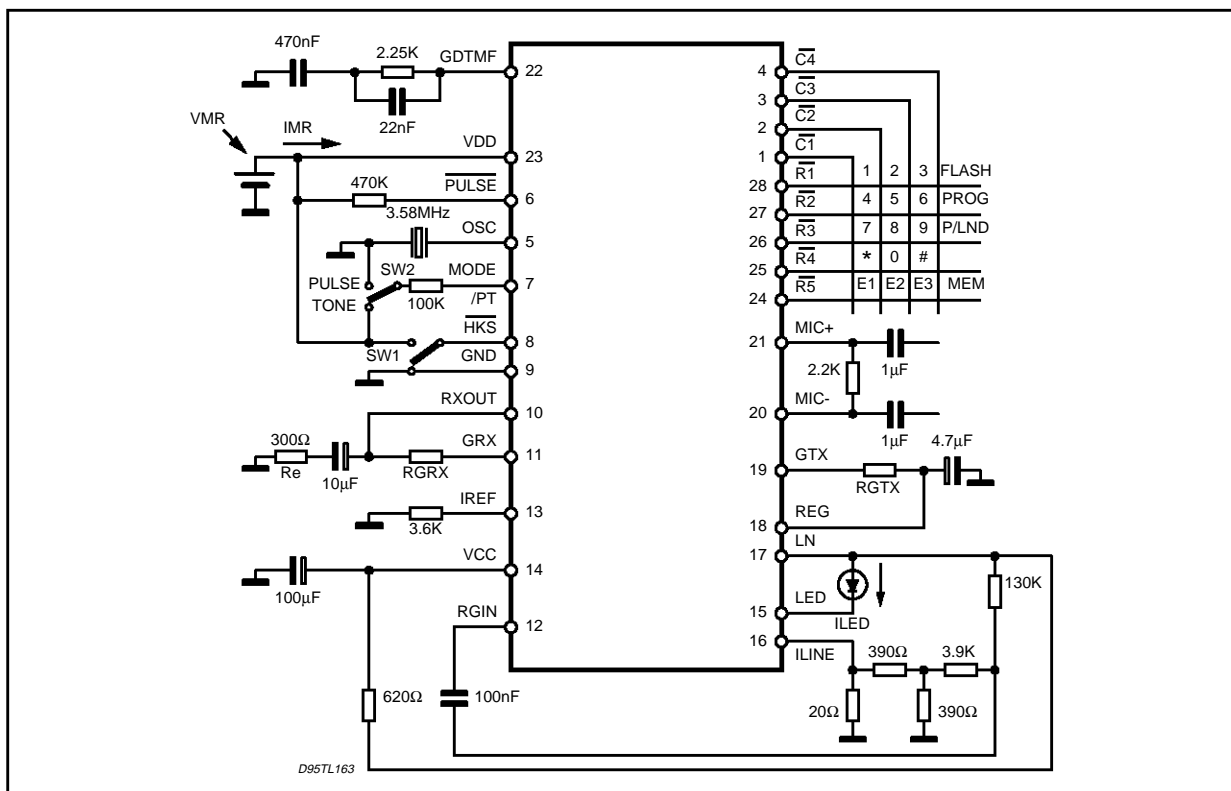 470nF
2.25K
GDTMF
22
22nF
VMR
IMR
VDD
23
470K
PULSE
6
3.58MHz
OSC
5
SW2
PULSE
MODE
7
TONE
100K
/PT
HKS
8
SW1
GND
9
RXOUT
10
300Ω
GRX
11
Re
10µF
RGRX
IREF
13
3.6K
VCC
14
100µF
RGIN
12
620Ω
100nF
D95TL163
4
C4
3
C3
2
C2
1
C1
1 2 3 FLASH
28
R1
4 5 6 PROG
27
R2
7 8 9 P/LND
26
R3
* 0 #
25
R4
E1 E2 E3 MEM
24
R5
21
MIC+
1µF
2.2K
20
MIC-
1µF
4.7µF
19
GTX
RGTX
18
REG
17
LN
130K
15
LED
ILED
16
ILINE
390Ω
3.9K
20Ω
390Ω